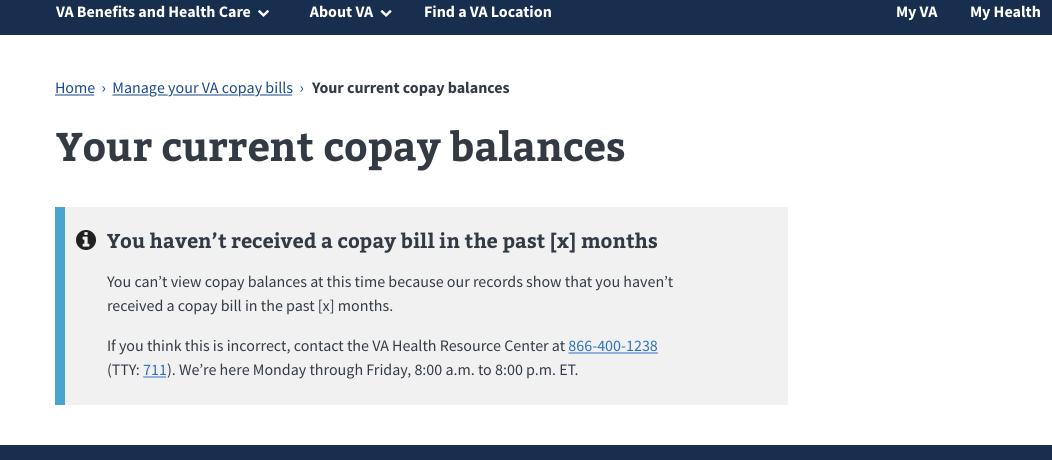 VA Benefits and Health Care About VA Find a VA Location My VA My Health
Home › Manage your VA copay bills › Your current copay balances
Your current copay balances
You haven’t received a copay bill in the past [x] months
You can’t view copay balances at this time because our records show that you haven’t
received a copay bill in the past [x] months.
If you think this is incorrect, contact the VA Health Resource Center at 866-400-1238
(TTY: 711). We’re here Monday through Friday, 8:00 a.m. to 8:00 p.m. ET.